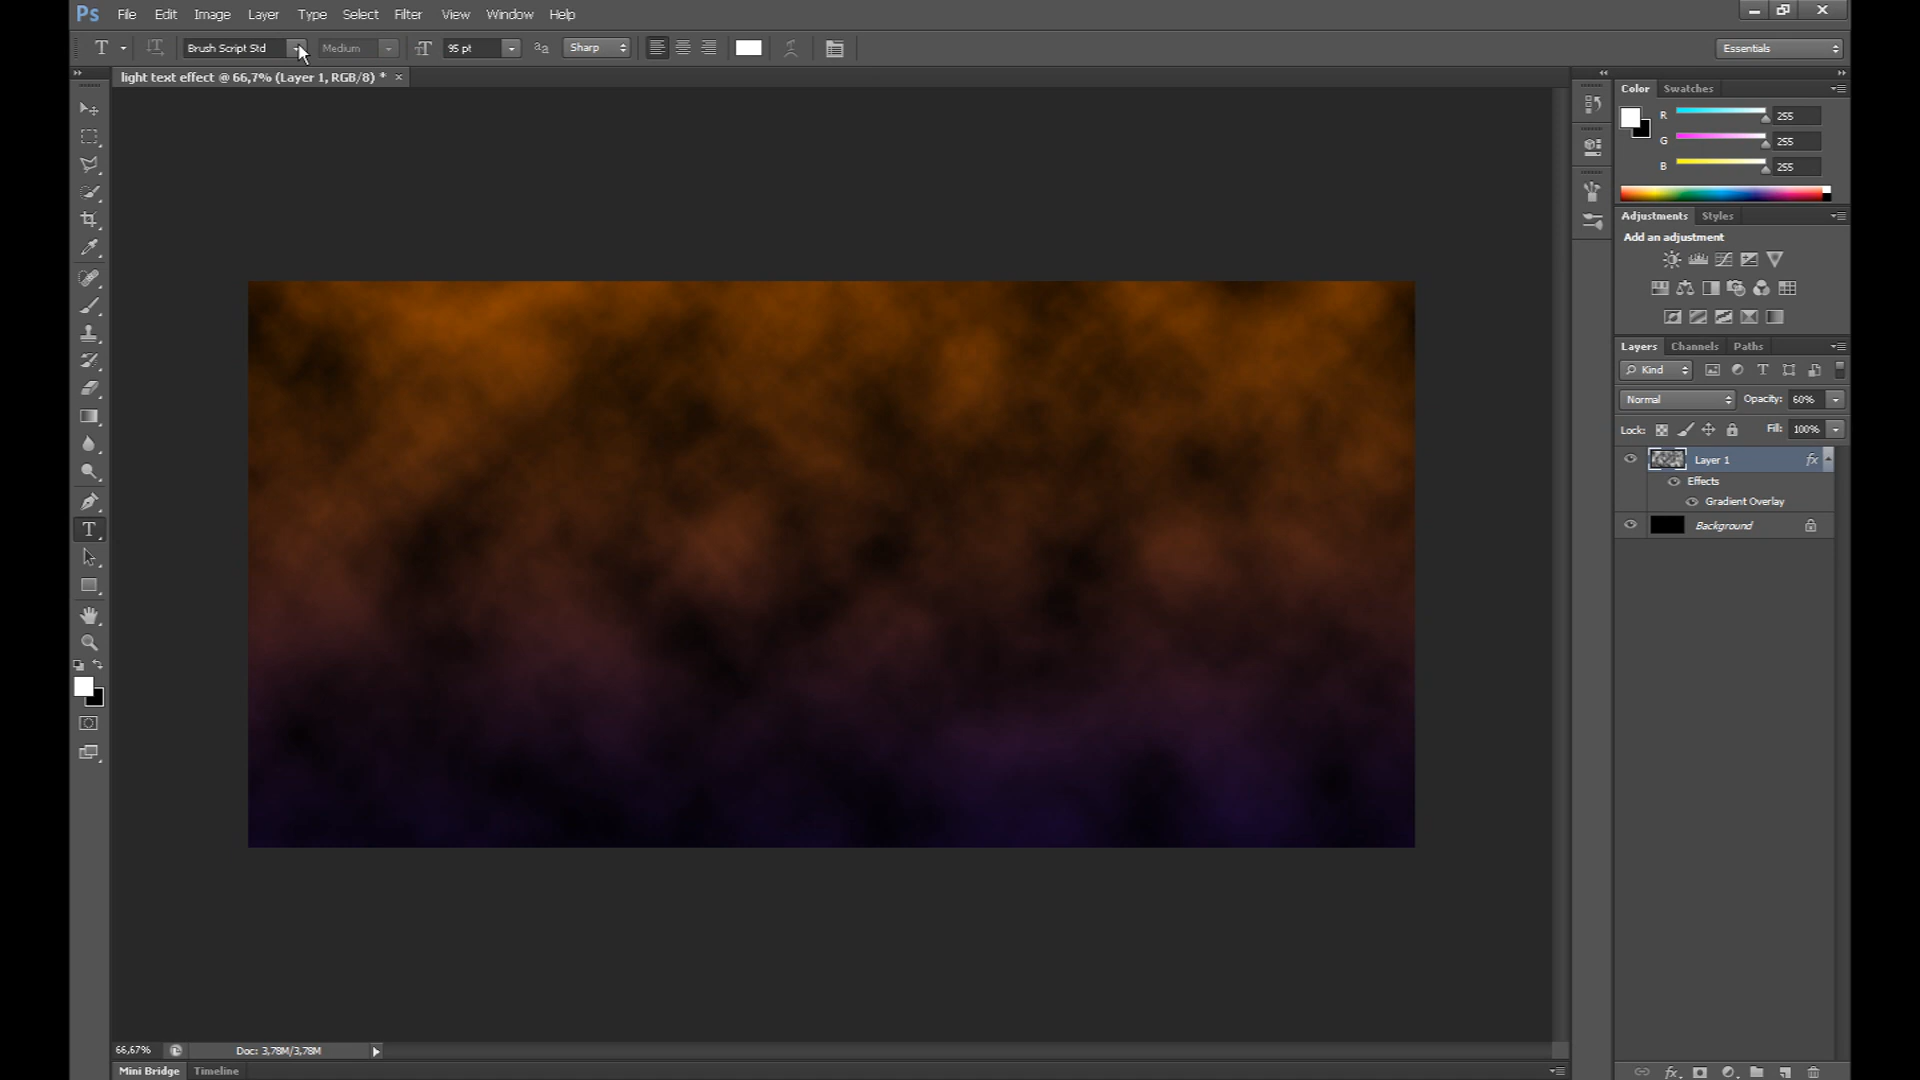 Ps File Edit Image Layer Type Select Filter View Window Help
T Brush Script Std Medium 95 pt aa Sharp Essentials
light text effect @ 66,7% (Layer 1, RGB/8) * ×
Color Swatches
R 255
G 255
B 255
Adjustments Styles
Add an adjustment
Layers Channels Paths
Kind
Normal Opacity: 60%
Lock: Fill: 100%
Layer 1 fx
Effects
Gradient Overlay
Background
66,67% Doc: 3,78M/3,78M
Mini Bridge Timeline
fx